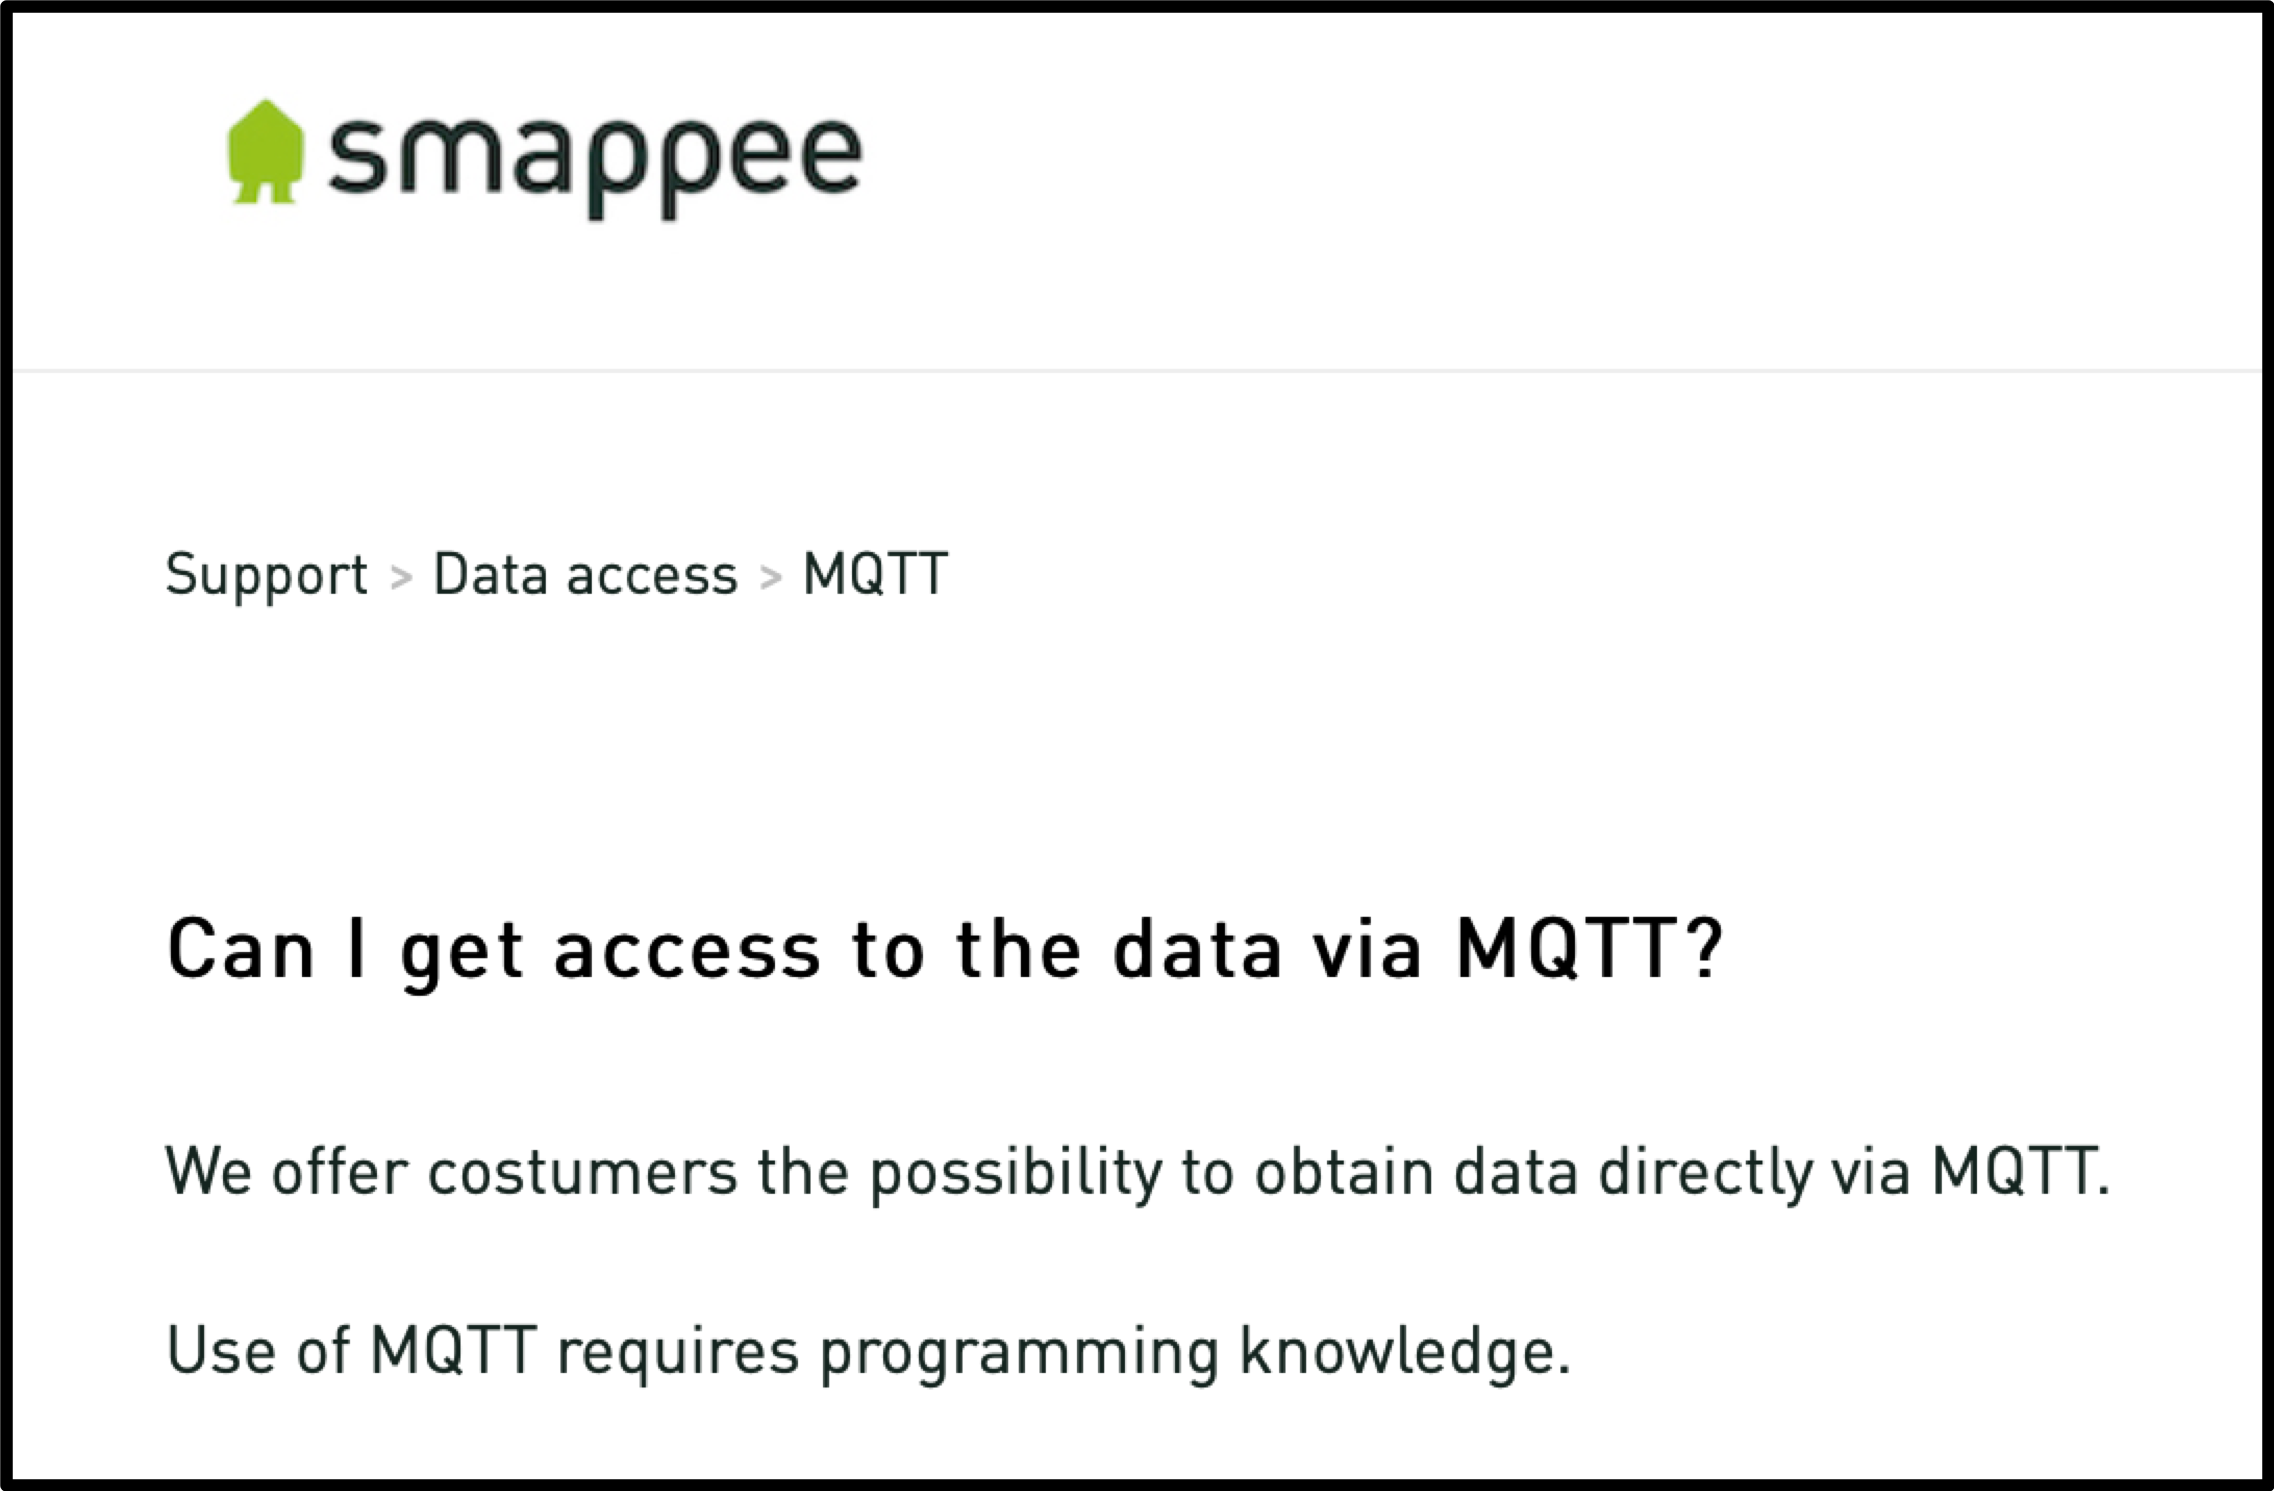 smappee
Support > Data access > MQTT
Can I get access to the data via MQTT?
We offer costumers the possibility to obtain data directly via MQTT.
Use of MQTT requires programming knowledge.